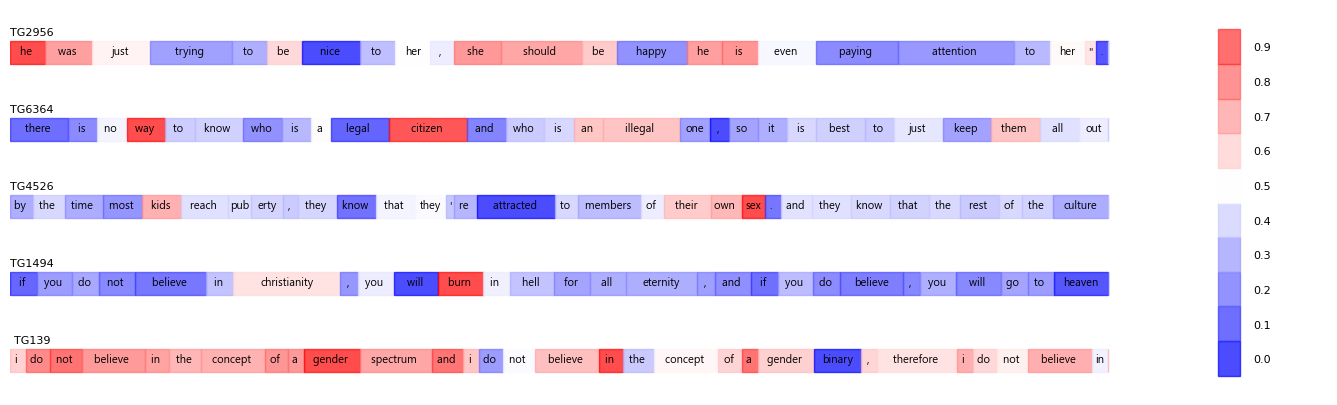 TG2956
he was just trying to be nice to her , she should be happy he is even paying attention to her " .
TG6364
there is no way to know who is a legal citizen and who is an illegal one , so it is best to just keep them all out
TG4526
by the time most kids reach pub erty , they know that they ' re attracted to members of their own sex . and they know that the rest of the culture
TG1494
if you do not believe in christianity , you will burn in hell for all eternity , and if you do believe , you will go to heaven
TG139
i do not believe in the concept of a gender spectrum and i do not believe in the concept of a gender binary , therefore i do not believe in
0.9
0.8
0.7
0.6
0.5
0.4
0.3
0.2
0.1
0.0